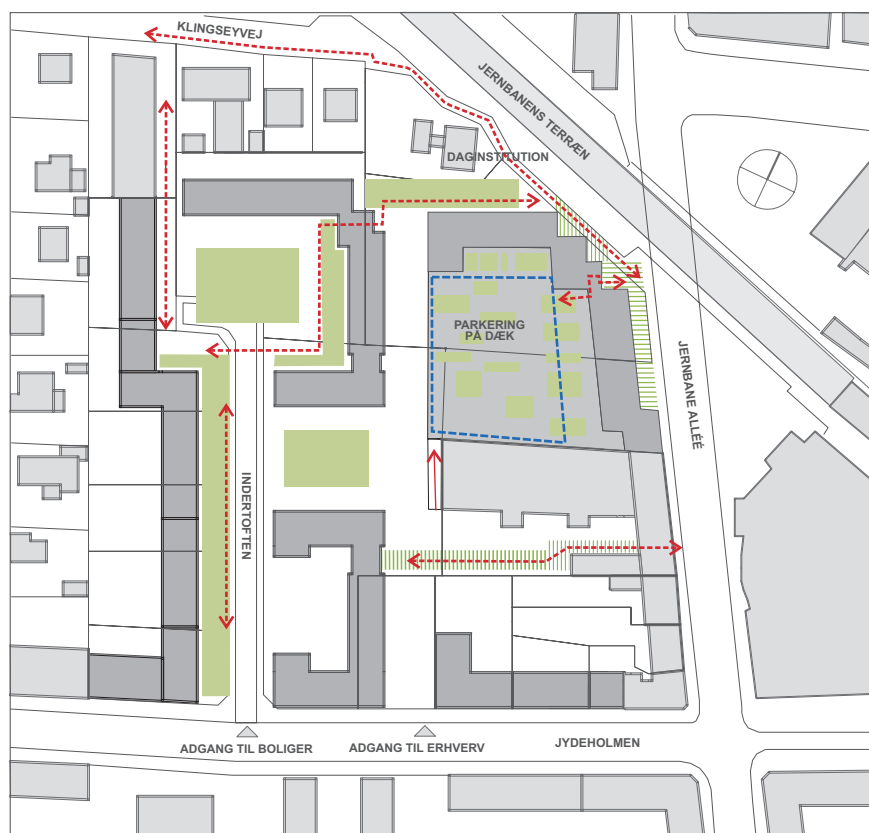 KLINGSEYVEJ
JERNBANENS TERRÆN
DAGINSTITUTION
PARKERING
PÅ DÆK
JERNBANE ALLÉÉ
INDERTOFTEN
ADGANG TIL BOLIGER
ADGANG TIL ERHVERV
JYDEHOLMEN